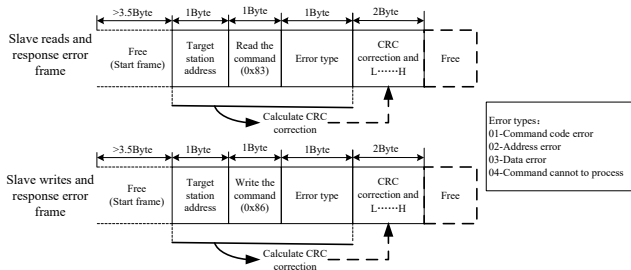 >3.5Byte 1Byte 1Byte 1Byte 2Byte
Slave reads and
response error
frame
Free
(Start frame)
Target
station
address
Read the
command
(0x83)
Error type
CRC
correction and
L······H
Free
Calculate CRC
correction
>3.5Byte 1Byte 1Byte 1Byte 2Byte
Slave writes and
response error
frame
Free
(Start frame)
Target
station
address
Write the
command
(0x86)
Error type
CRC
correction and
L······H
Free
Calculate CRC
correction
Error types：
01-Command code error
02-Address error
03-Data error
04-Command cannot to process